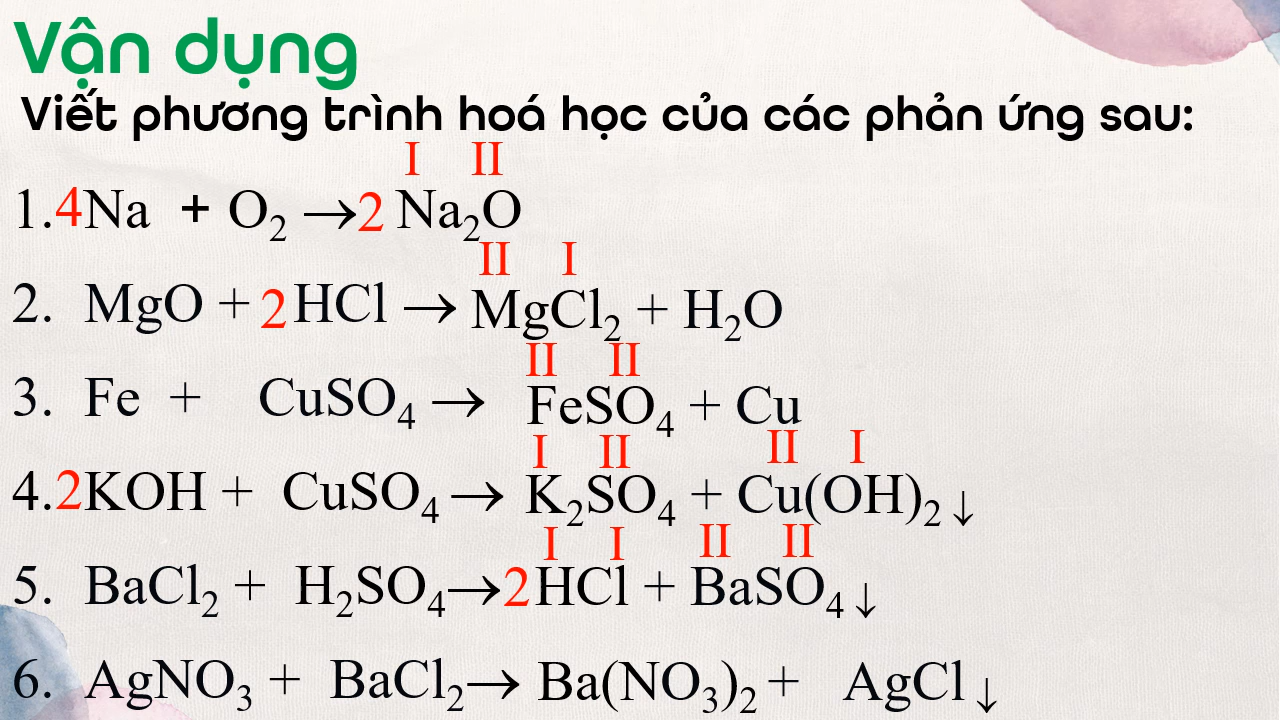 Vận dụng
Viết phương trình hoá học của các phản ứng sau:
I II
1.4Na + O₂ →2 Na₂O
II I
2. MgO + 2HCl → MgCl₂ + H₂O
II II
3. Fe + CuSO₄ → FeSO₄ + Cu
I II II I
4.2KOH + CuSO₄ → K₂SO₄ + Cu(OH)₂↓
I I II II
5. BaCl₂ + H₂SO₄→2HCl + BaSO₄↓
6. AgNO₃ + BaCl₂→ Ba(NO₃)₂ + AgCl↓